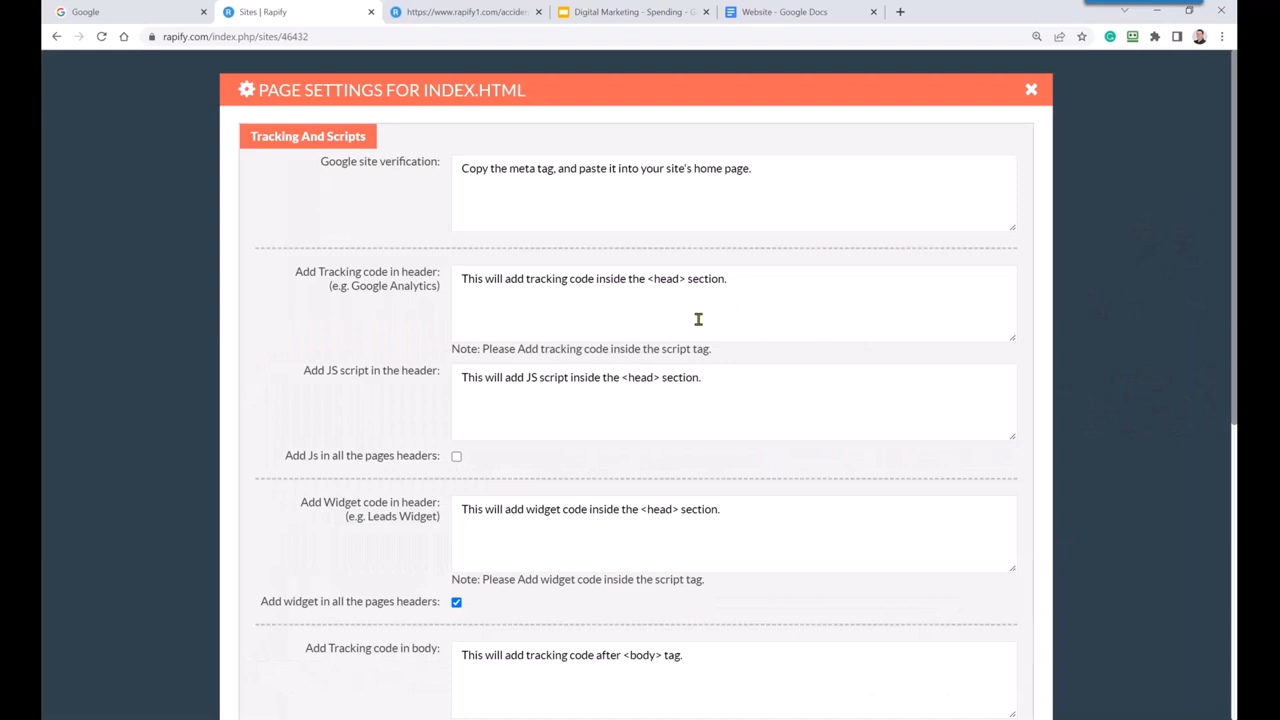 Google
Sites | Rapify
https://www.rapify1.com/acciden
Digital Marketing - Spending - G
Website - Google Docs
rapify.com/index.php/sites/46432
PAGE SETTINGS FOR INDEX.HTML
Tracking And Scripts
Google site verification:
Copy the meta tag, and paste it into your site's home page.
Add Tracking code in header:
(e.g. Google Analytics)
This will add tracking code inside the <head> section.
Note: Please Add tracking code inside the script tag.
Add JS script in the header:
This will add JS script inside the <head> section.
Add Js in all the pages headers:
Add Widget code in header:
(e.g. Leads Widget)
This will add widget code inside the <head> section.
Note: Please Add widget code inside the script tag.
Add widget in all the pages headers:
Add Tracking code in body:
This will add tracking code after <body> tag.